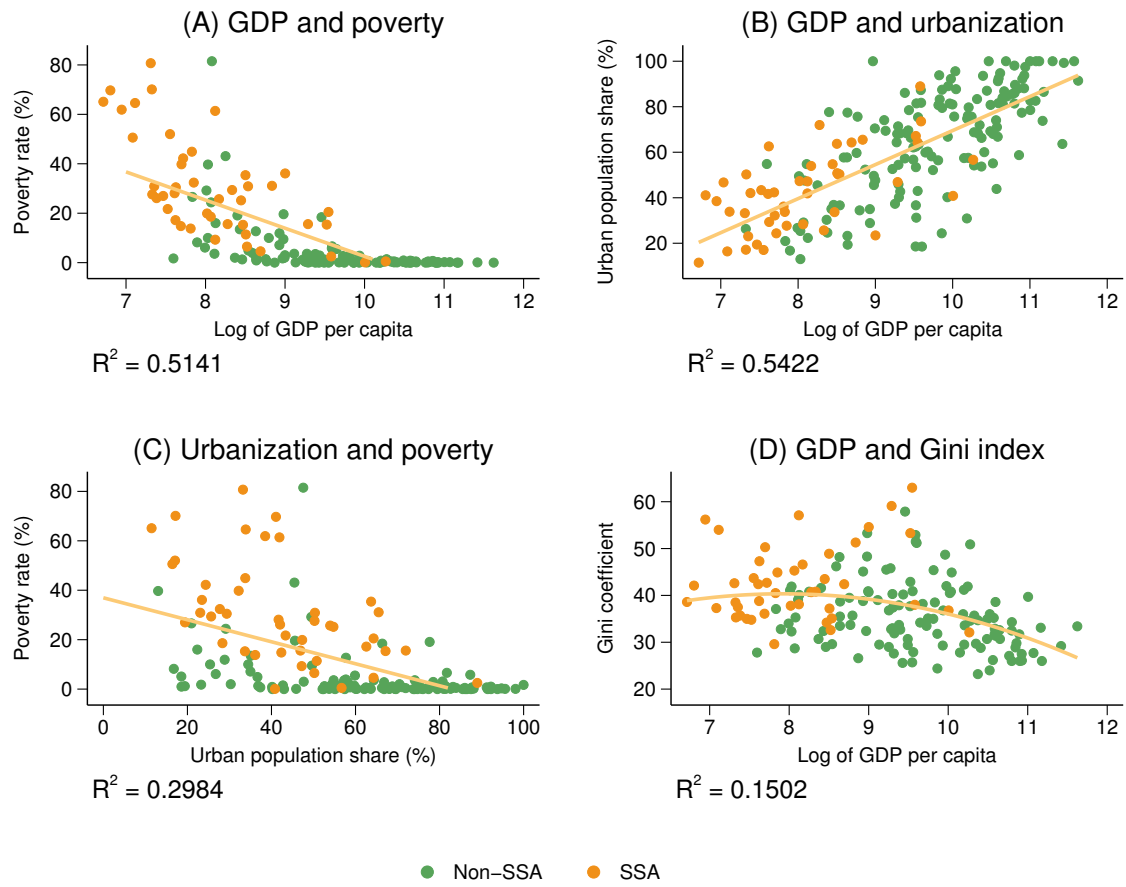 (A) GDP and poverty
Poverty rate (%)
80
60
40
20
0
7 8 9 10 11 12
Log of GDP per capita
R² = 0.5141
(B) GDP and urbanization
Urban population share (%)
100
80
60
40
20
7 8 9 10 11 12
Log of GDP per capita
R² = 0.5422
(C) Urbanization and poverty
Poverty rate (%)
80
60
40
20
0
0 20 40 60 80 100
Urban population share (%)
R² = 0.2984
(D) GDP and Gini index
Gini coefficient
60
50
40
30
20
7 8 9 10 11 12
Log of GDP per capita
R² = 0.1502
Non−SSA SSA